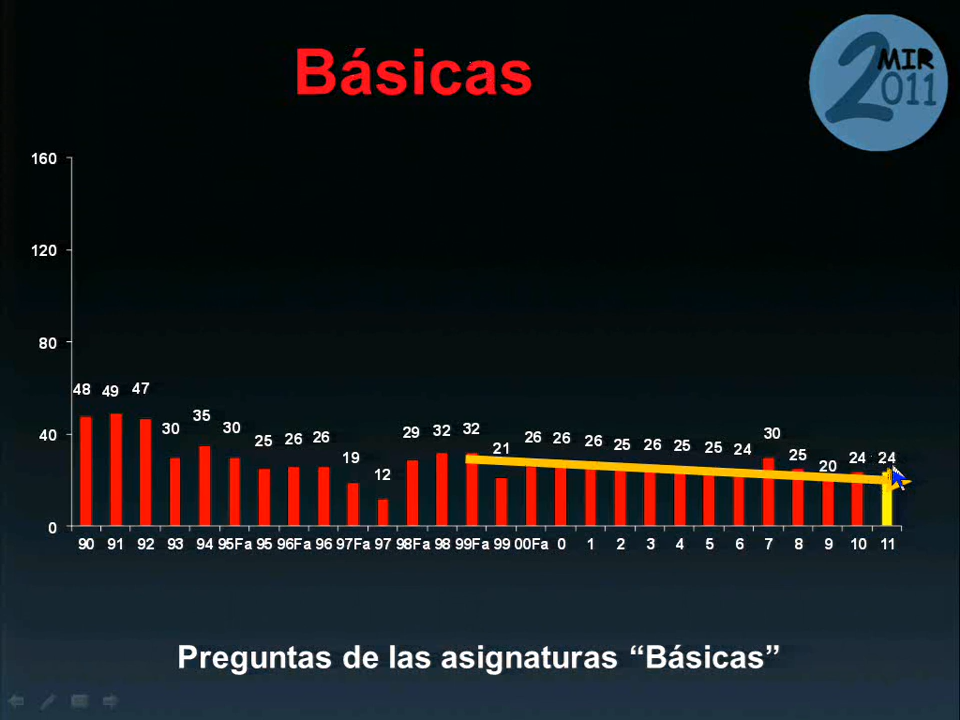 Básicas
2
MIR
011
160
120
80
40
0
48 49 47 30 35 30 25 26 26 19 12 29 32 32 21 26 26 26 25 26 25 25 24 30 25 20 24 24
90 91 92 93 94 95Fa 95 96Fa 96 97Fa 97 98Fa 98 99Fa 99 00Fa 0 1 2 3 4 5 6 7 8 9 10 11
Preguntas de las asignaturas “Básicas”